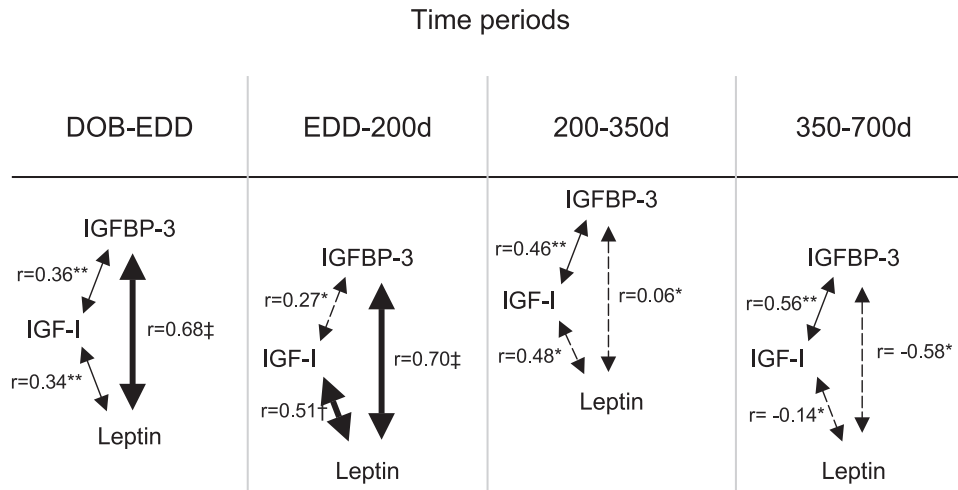 Time periods
DOB-EDD
EDD-200d
200-350d
350-700d
IGFBP-3
r=0.36**
IGF-I
r=0.68‡
r=0.34**
Leptin
IGFBP-3
r=0.27*
IGF-I
r=0.70‡
r=0.51†
Leptin
IGFBP-3
r=0.46**
IGF-I
r=0.06*
r=0.48*
Leptin
IGFBP-3
r=0.56**
IGF-I
r= -0.58*
r= -0.14*
Leptin